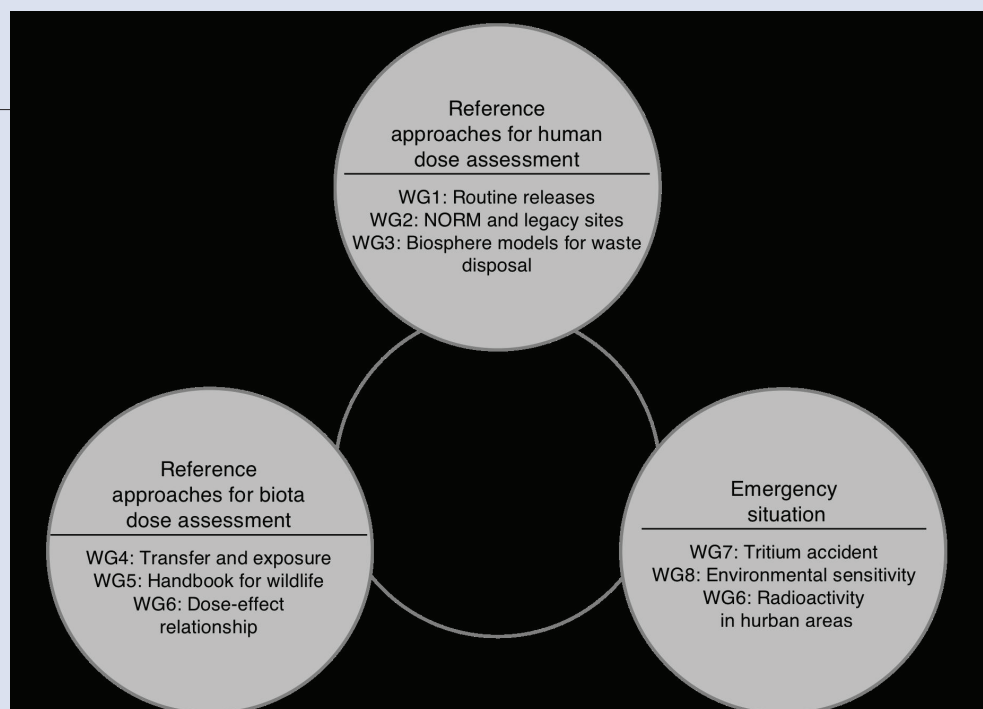 Reference
approaches for human
dose assessment
WG1: Routine releases
WG2: NORM and legacy sites
WG3: Biosphere models for waste
disposal
Reference
approaches for biota
dose assessment
WG4: Transfer and exposure
WG5: Handbook for wildlife
WG6: Dose-effect
relationship
Emergency
situation
WG7: Tritium accident
WG8: Environmental sensitivity
WG6: Radioactivity
in hurban areas